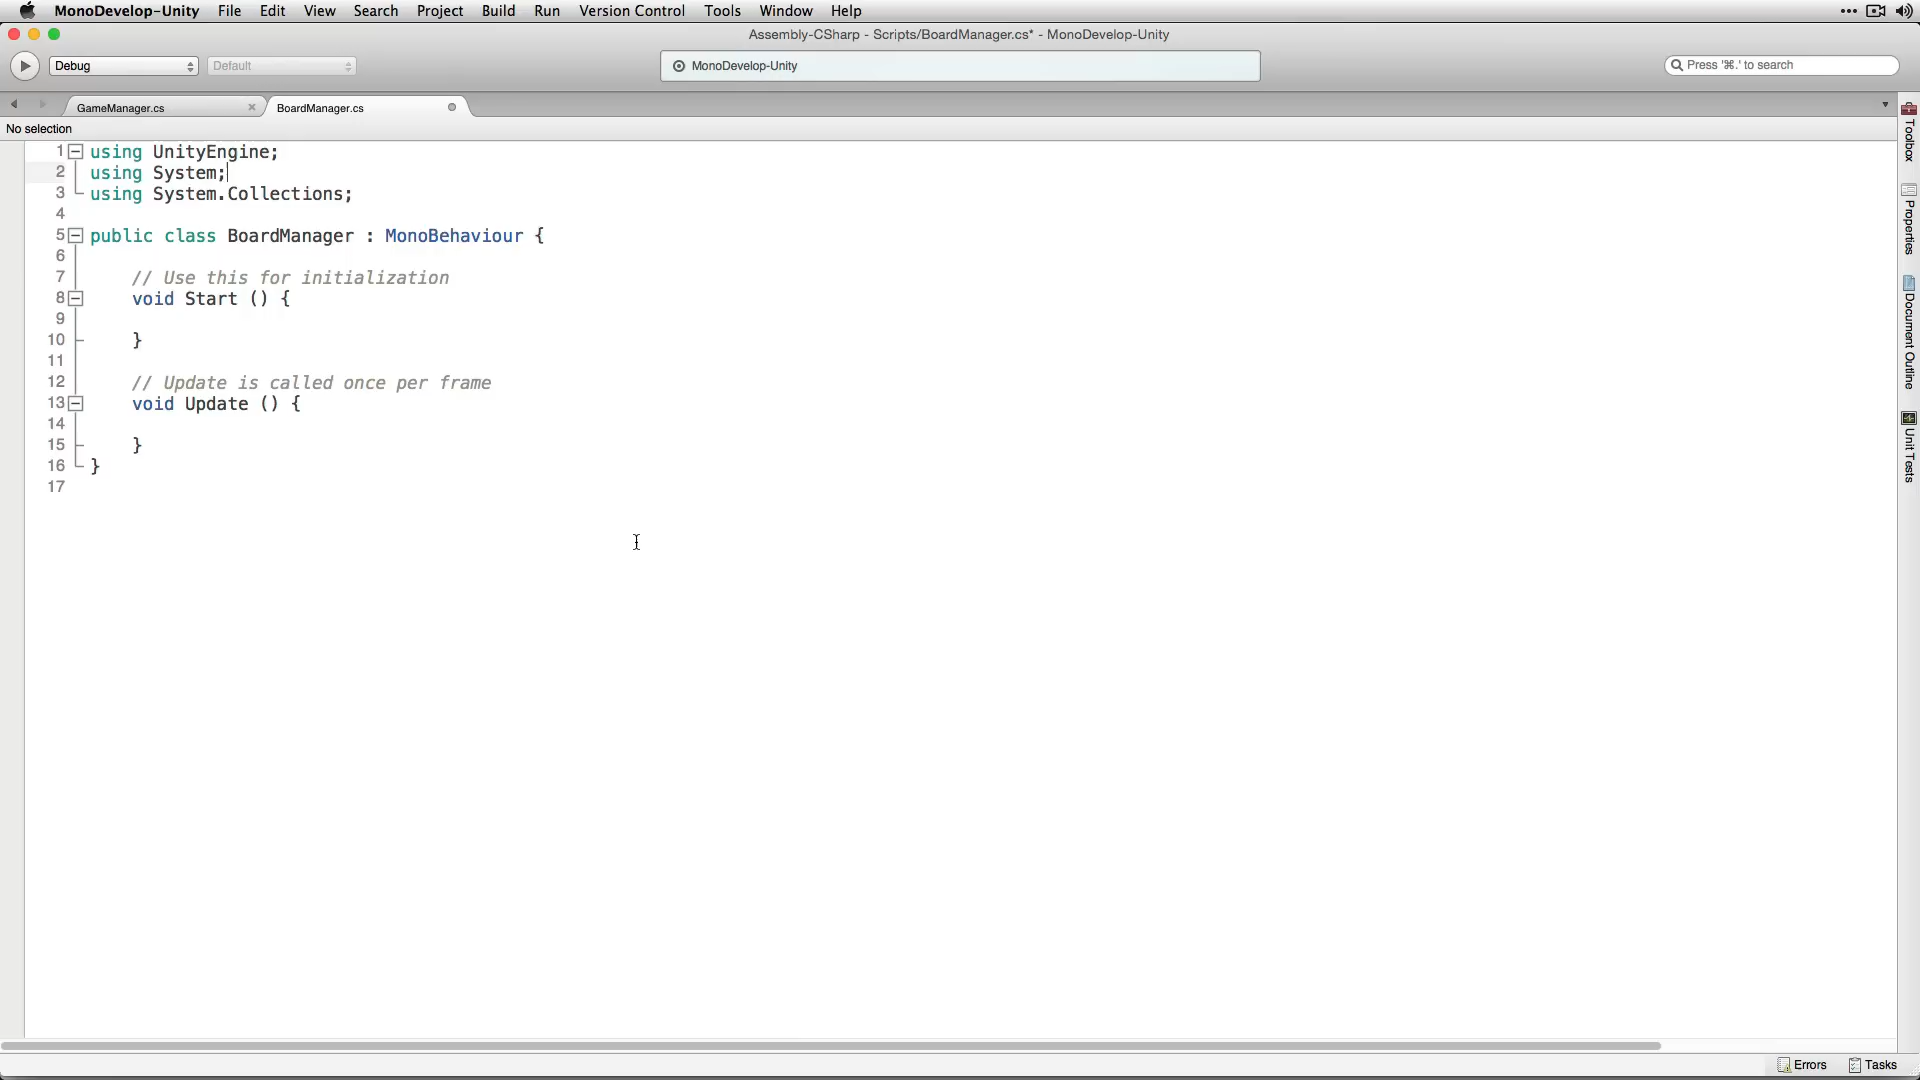 MonoDevelop-Unity File Edit View Search Project Build Run Version Control Tools Window Help
Assembly-CSharp - Scripts/BoardManager.cs* - MonoDevelop-Unity
Debug Default MonoDevelop-Unity Press '⌘.' to search
GameManager.cs BoardManager.cs
No selection
1 using UnityEngine;
2 using System;
3 using System.Collections;
4
5 public class BoardManager : MonoBehaviour {
6
7 // Use this for initialization
8 void Start () {
9
10 }
11
12 // Update is called once per frame
13 void Update () {
14
15 }
16 }
17
Toolbox
Properties
Document Outline
Unit Tests
Errors Tasks